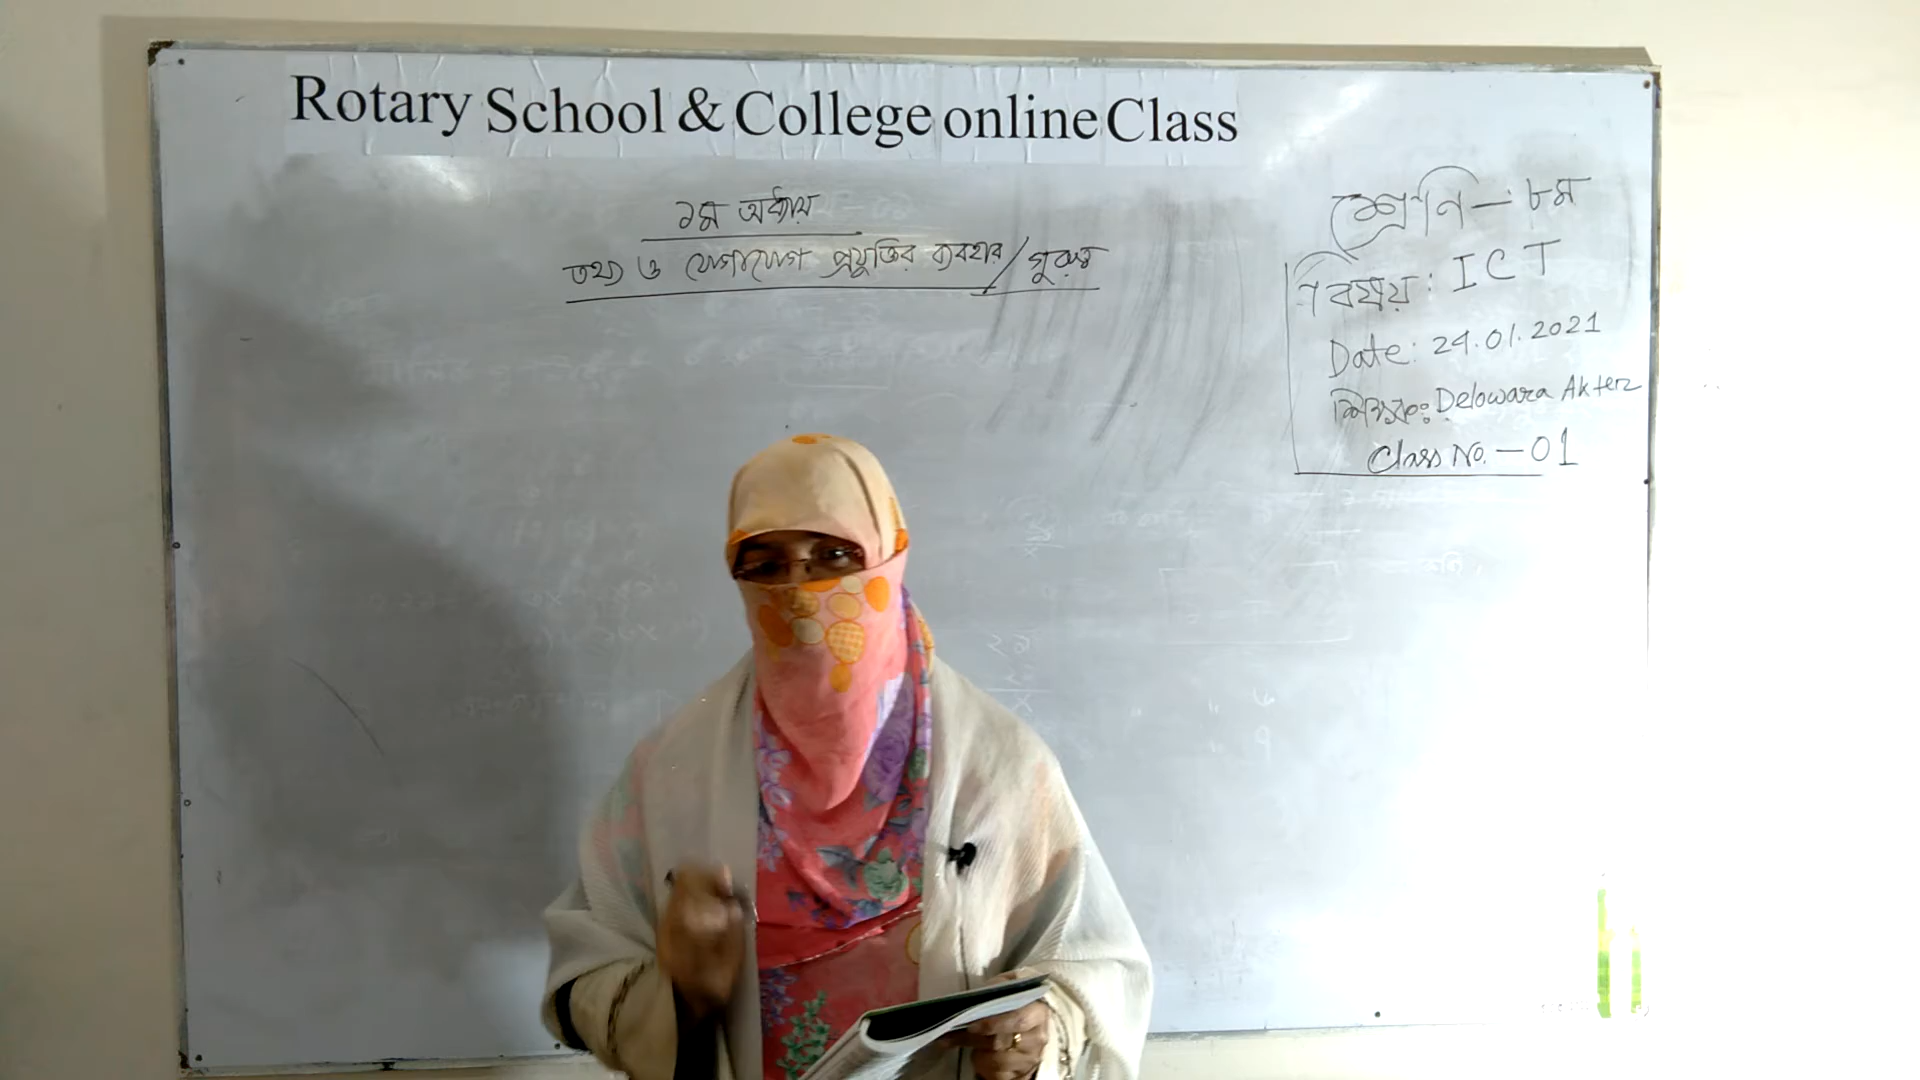 Rotary School & College online Class
১ম অধ্যায়
তথ্য ও যোগাযোগ প্রযুক্তির ব্যবহার / গুরুত্ব
শ্রেণি - ৮ম
বিষয় : ICT
Date: 24.01.2021
শিক্ষকঃ Delowara Akter
Class No. - 01